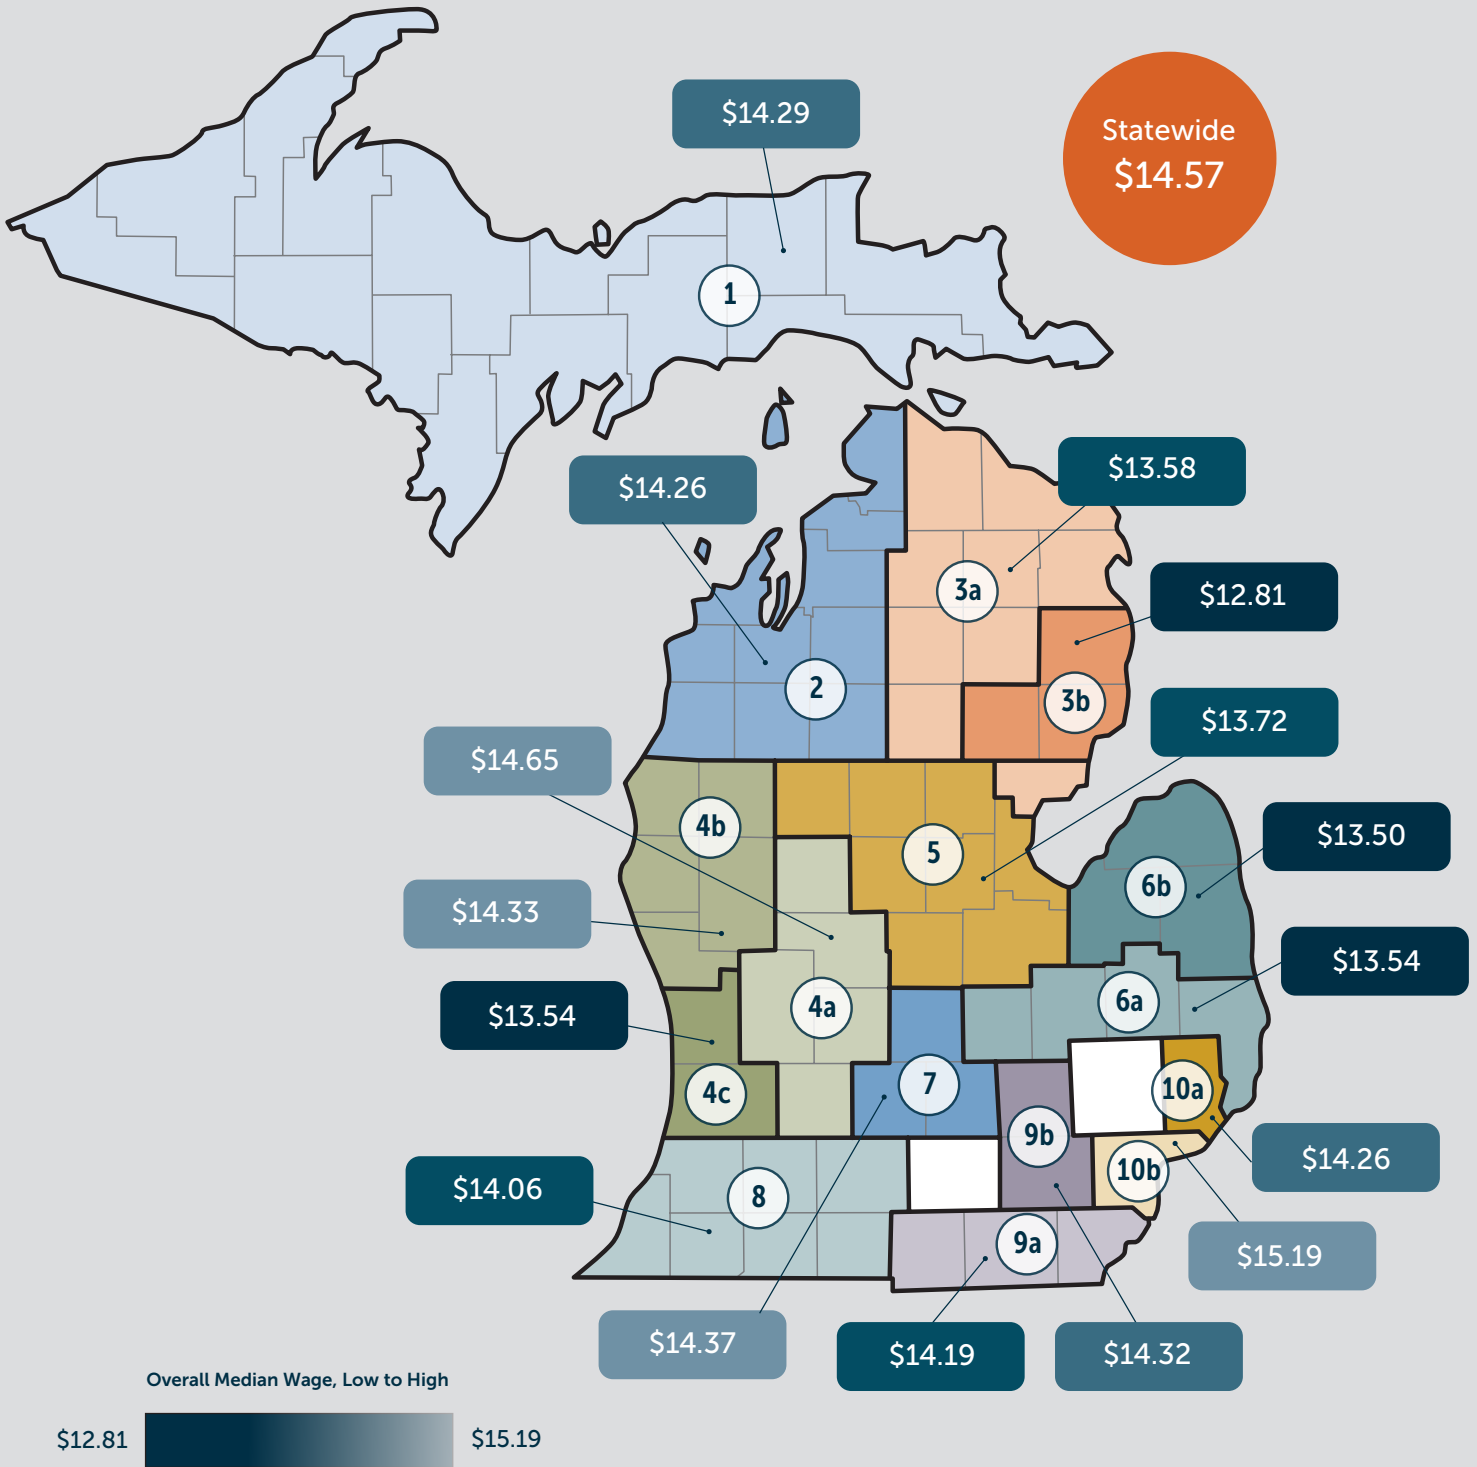 $14.29
Statewide
$14.57
1
$13.58
$14.26
3a
$12.81
2
3b
$13.72
$14.65
4b
5
$13.50
6b
$14.33
$13.54
6a
4a
$13.54
7
10a
4c
9b
$14.26
10b
$14.06
8
9a
$15.19
$14.37
$14.19
$14.32
Overall Median Wage, Low to High
$12.81
$15.19